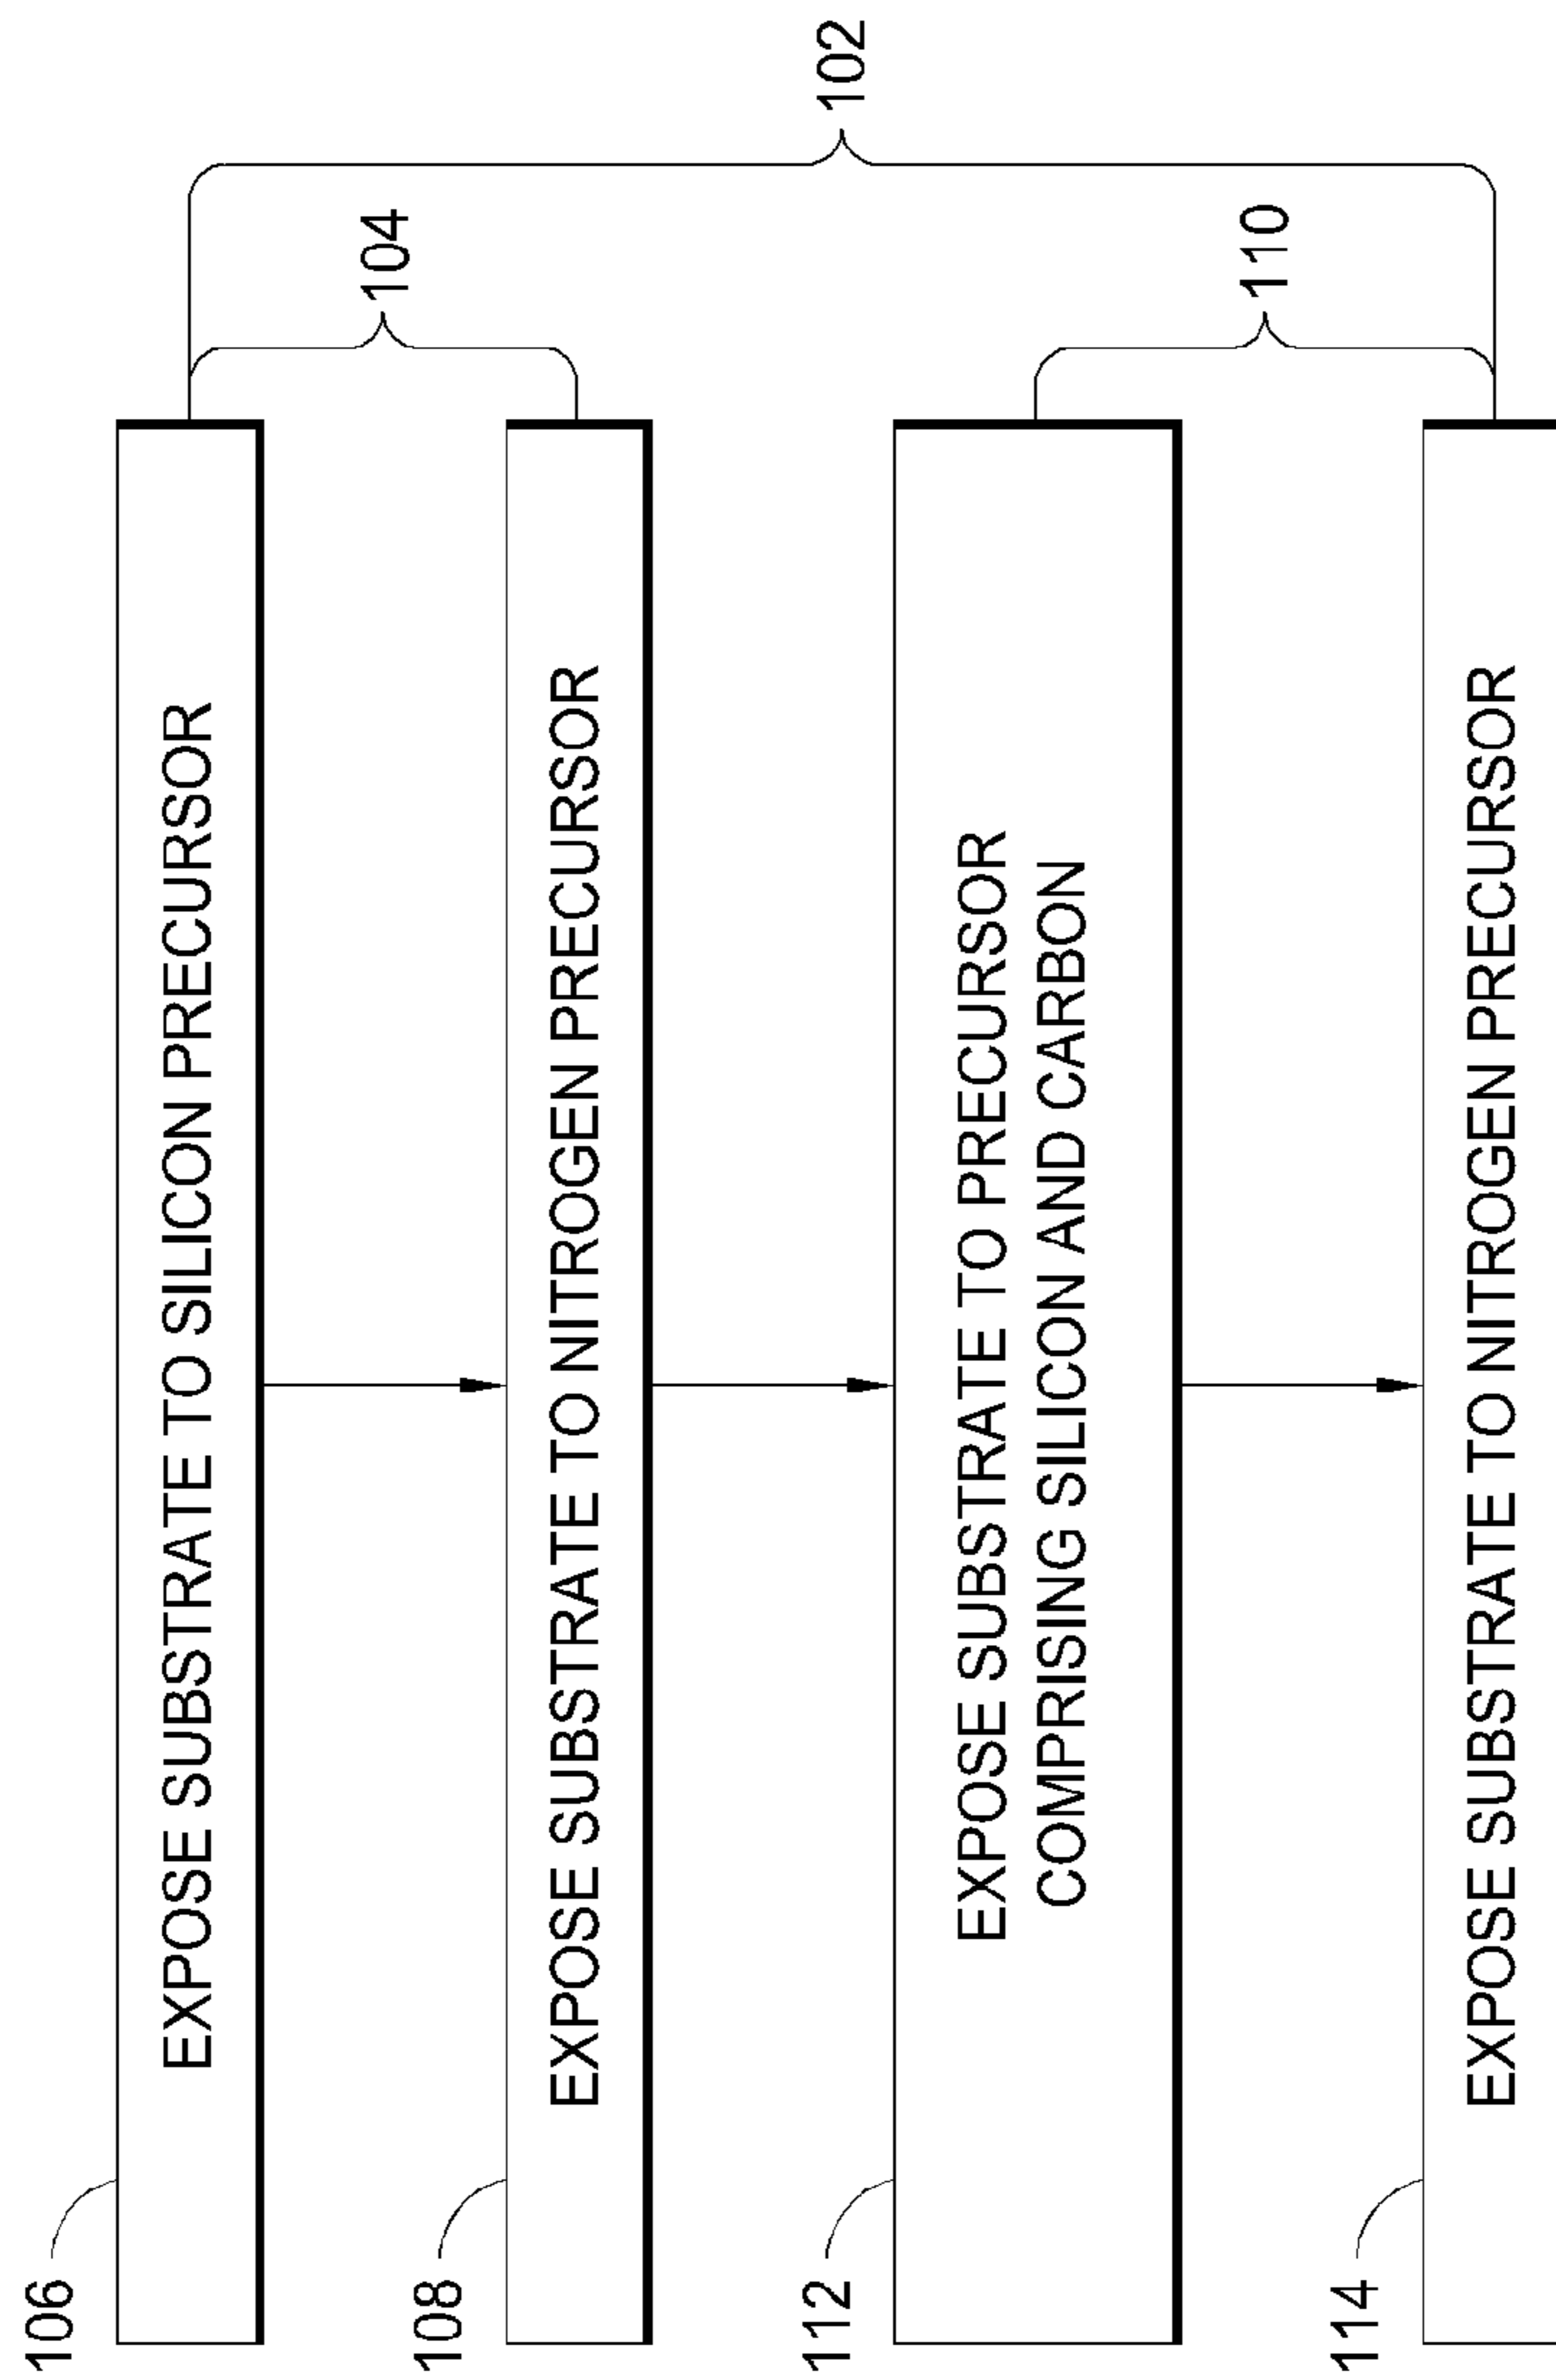 106
EXPOSE SUBSTRATE TO SILICON PRECURSOR
104
108
EXPOSE SUBSTRATE TO NITROGEN PRECURSOR
102
112
EXPOSE SUBSTRATE TO PRECURSOR
COMPRISING SILICON AND CARBON
110
114
EXPOSE SUBSTRATE TO NITROGEN PRECURSOR